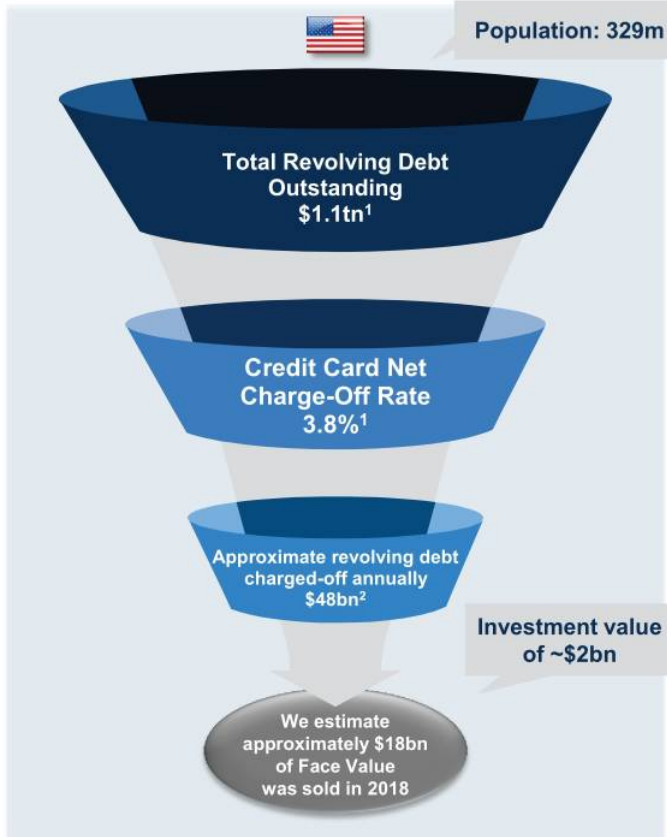 Population: 329m
Total Revolving Debt
Outstanding
$1.1tn¹
Credit Card Net
Charge-Off Rate
3.8%¹
Approximate revolving debt
charged-off annually
$48bn²
Investment value
of ~$2bn
We estimate
approximately $18bn
of Face Value
was sold in 2018